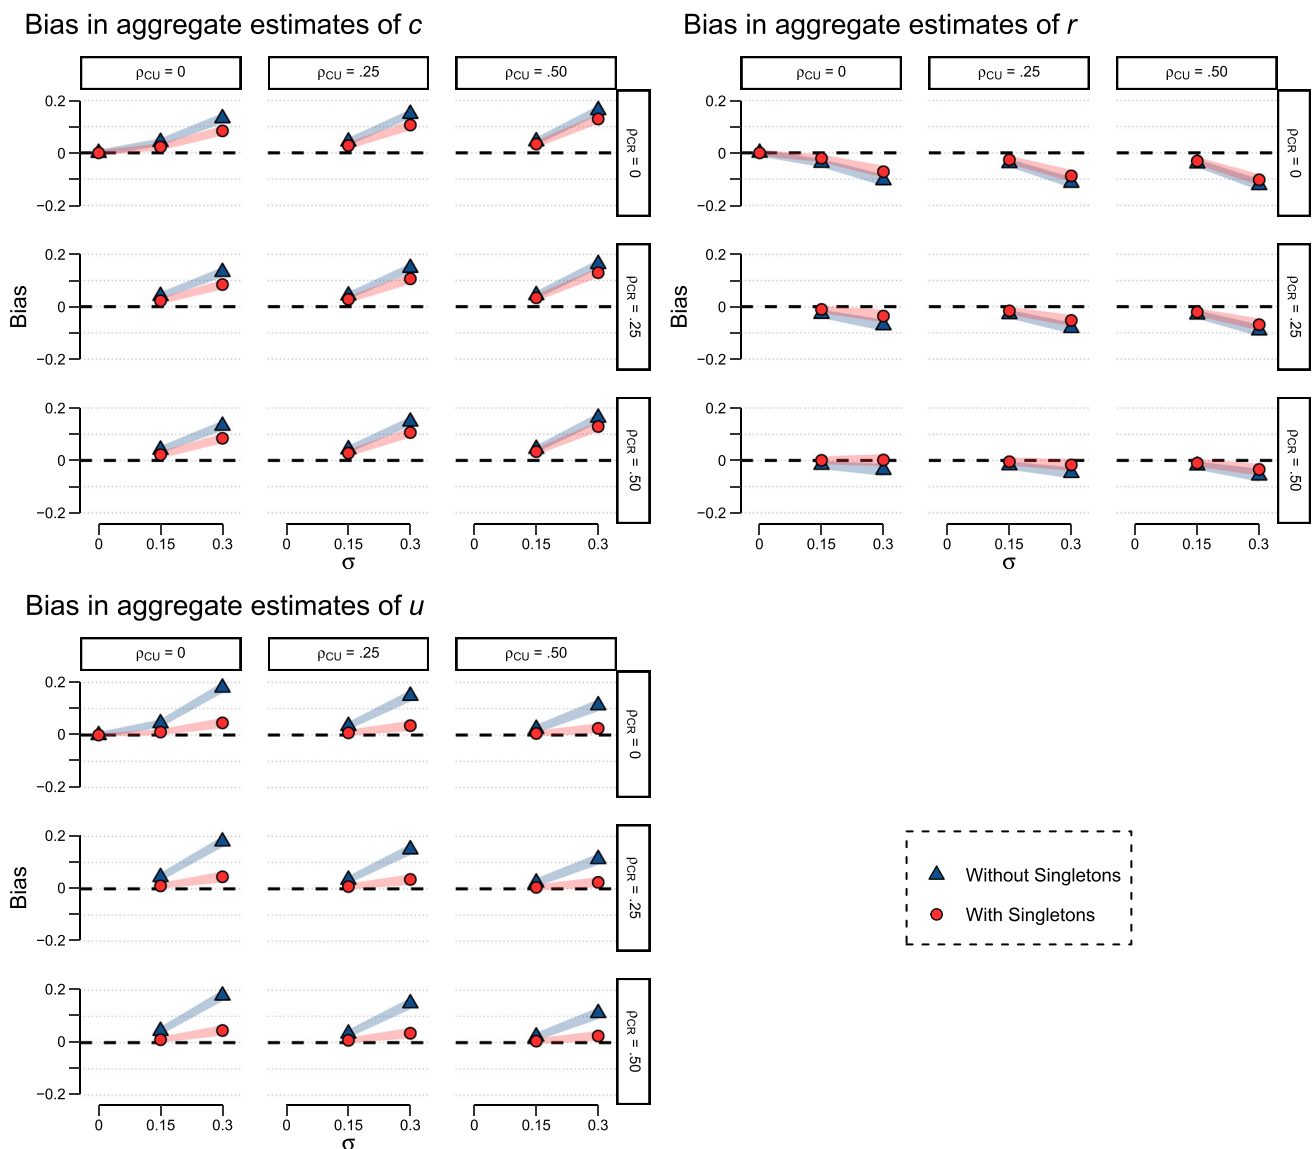 Bias in aggregate estimates of c
ρCU = 0
ρCU = .25
ρCU = .50
0.2
0
−0.2
ρCR = 0
0.2
0
−0.2
ρCR = .25
0.2
0
−0.2
ρCR = .50
Bias
0
0.15
0.3
0
0.15
0.3
0
0.15
0.3
σ
Bias in aggregate estimates of r
ρCU = 0
ρCU = .25
ρCU = .50
0.2
0
−0.2
ρCR = 0
0.2
0
−0.2
ρCR = .25
0.2
0
−0.2
ρCR = .50
Bias
0
0.15
0.3
0
0.15
0.3
0
0.15
0.3
σ
Bias in aggregate estimates of u
ρCU = 0
ρCU = .25
ρCU = .50
0.2
0
−0.2
ρCR = 0
0.2
0
−0.2
ρCR = .25
0.2
0
−0.2
ρCR = .50
Bias
0
0.15
0.3
0
0.15
0.3
0
0.15
0.3
σ
Without Singletons
With Singletons